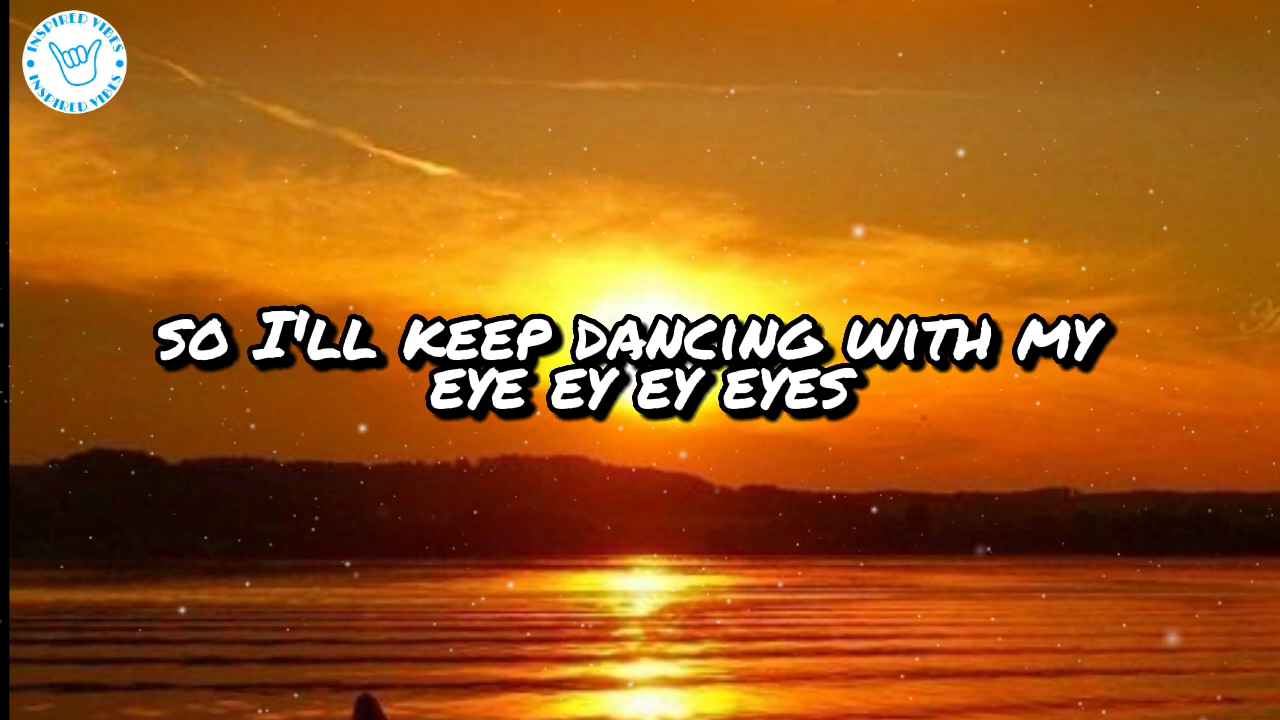 INSPIRED VIBES
INSPIRED VIBES
so I'll keep dancing with my
eye ey ey eyes